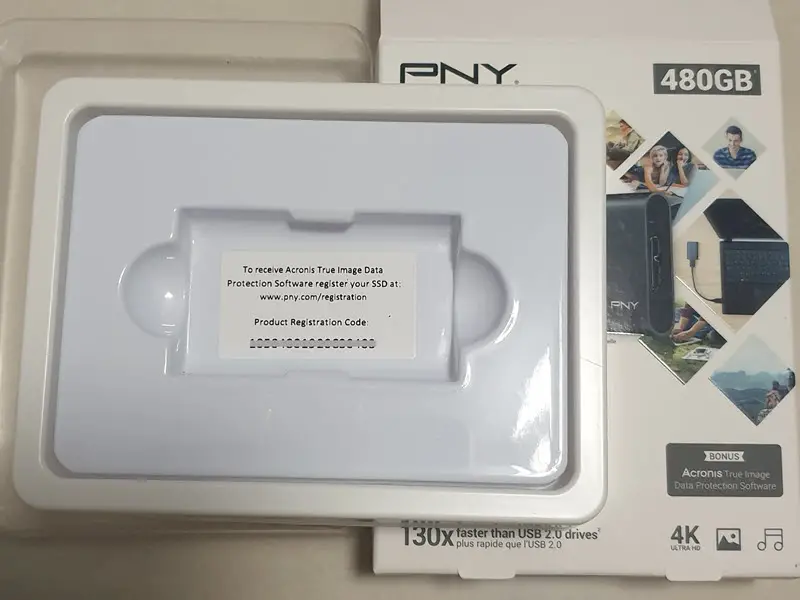 PNY
480GB
To receive Acronis True Image Data
Protection Software register your SSD at:
www.pny.com/registration
Product Registration Code:
PNY
BONUS
Acronis True Image
Data Protection Software
130x faster than USB 2.0 drives
plus rapide que l'USB 2.0
4K
ULTRA HD